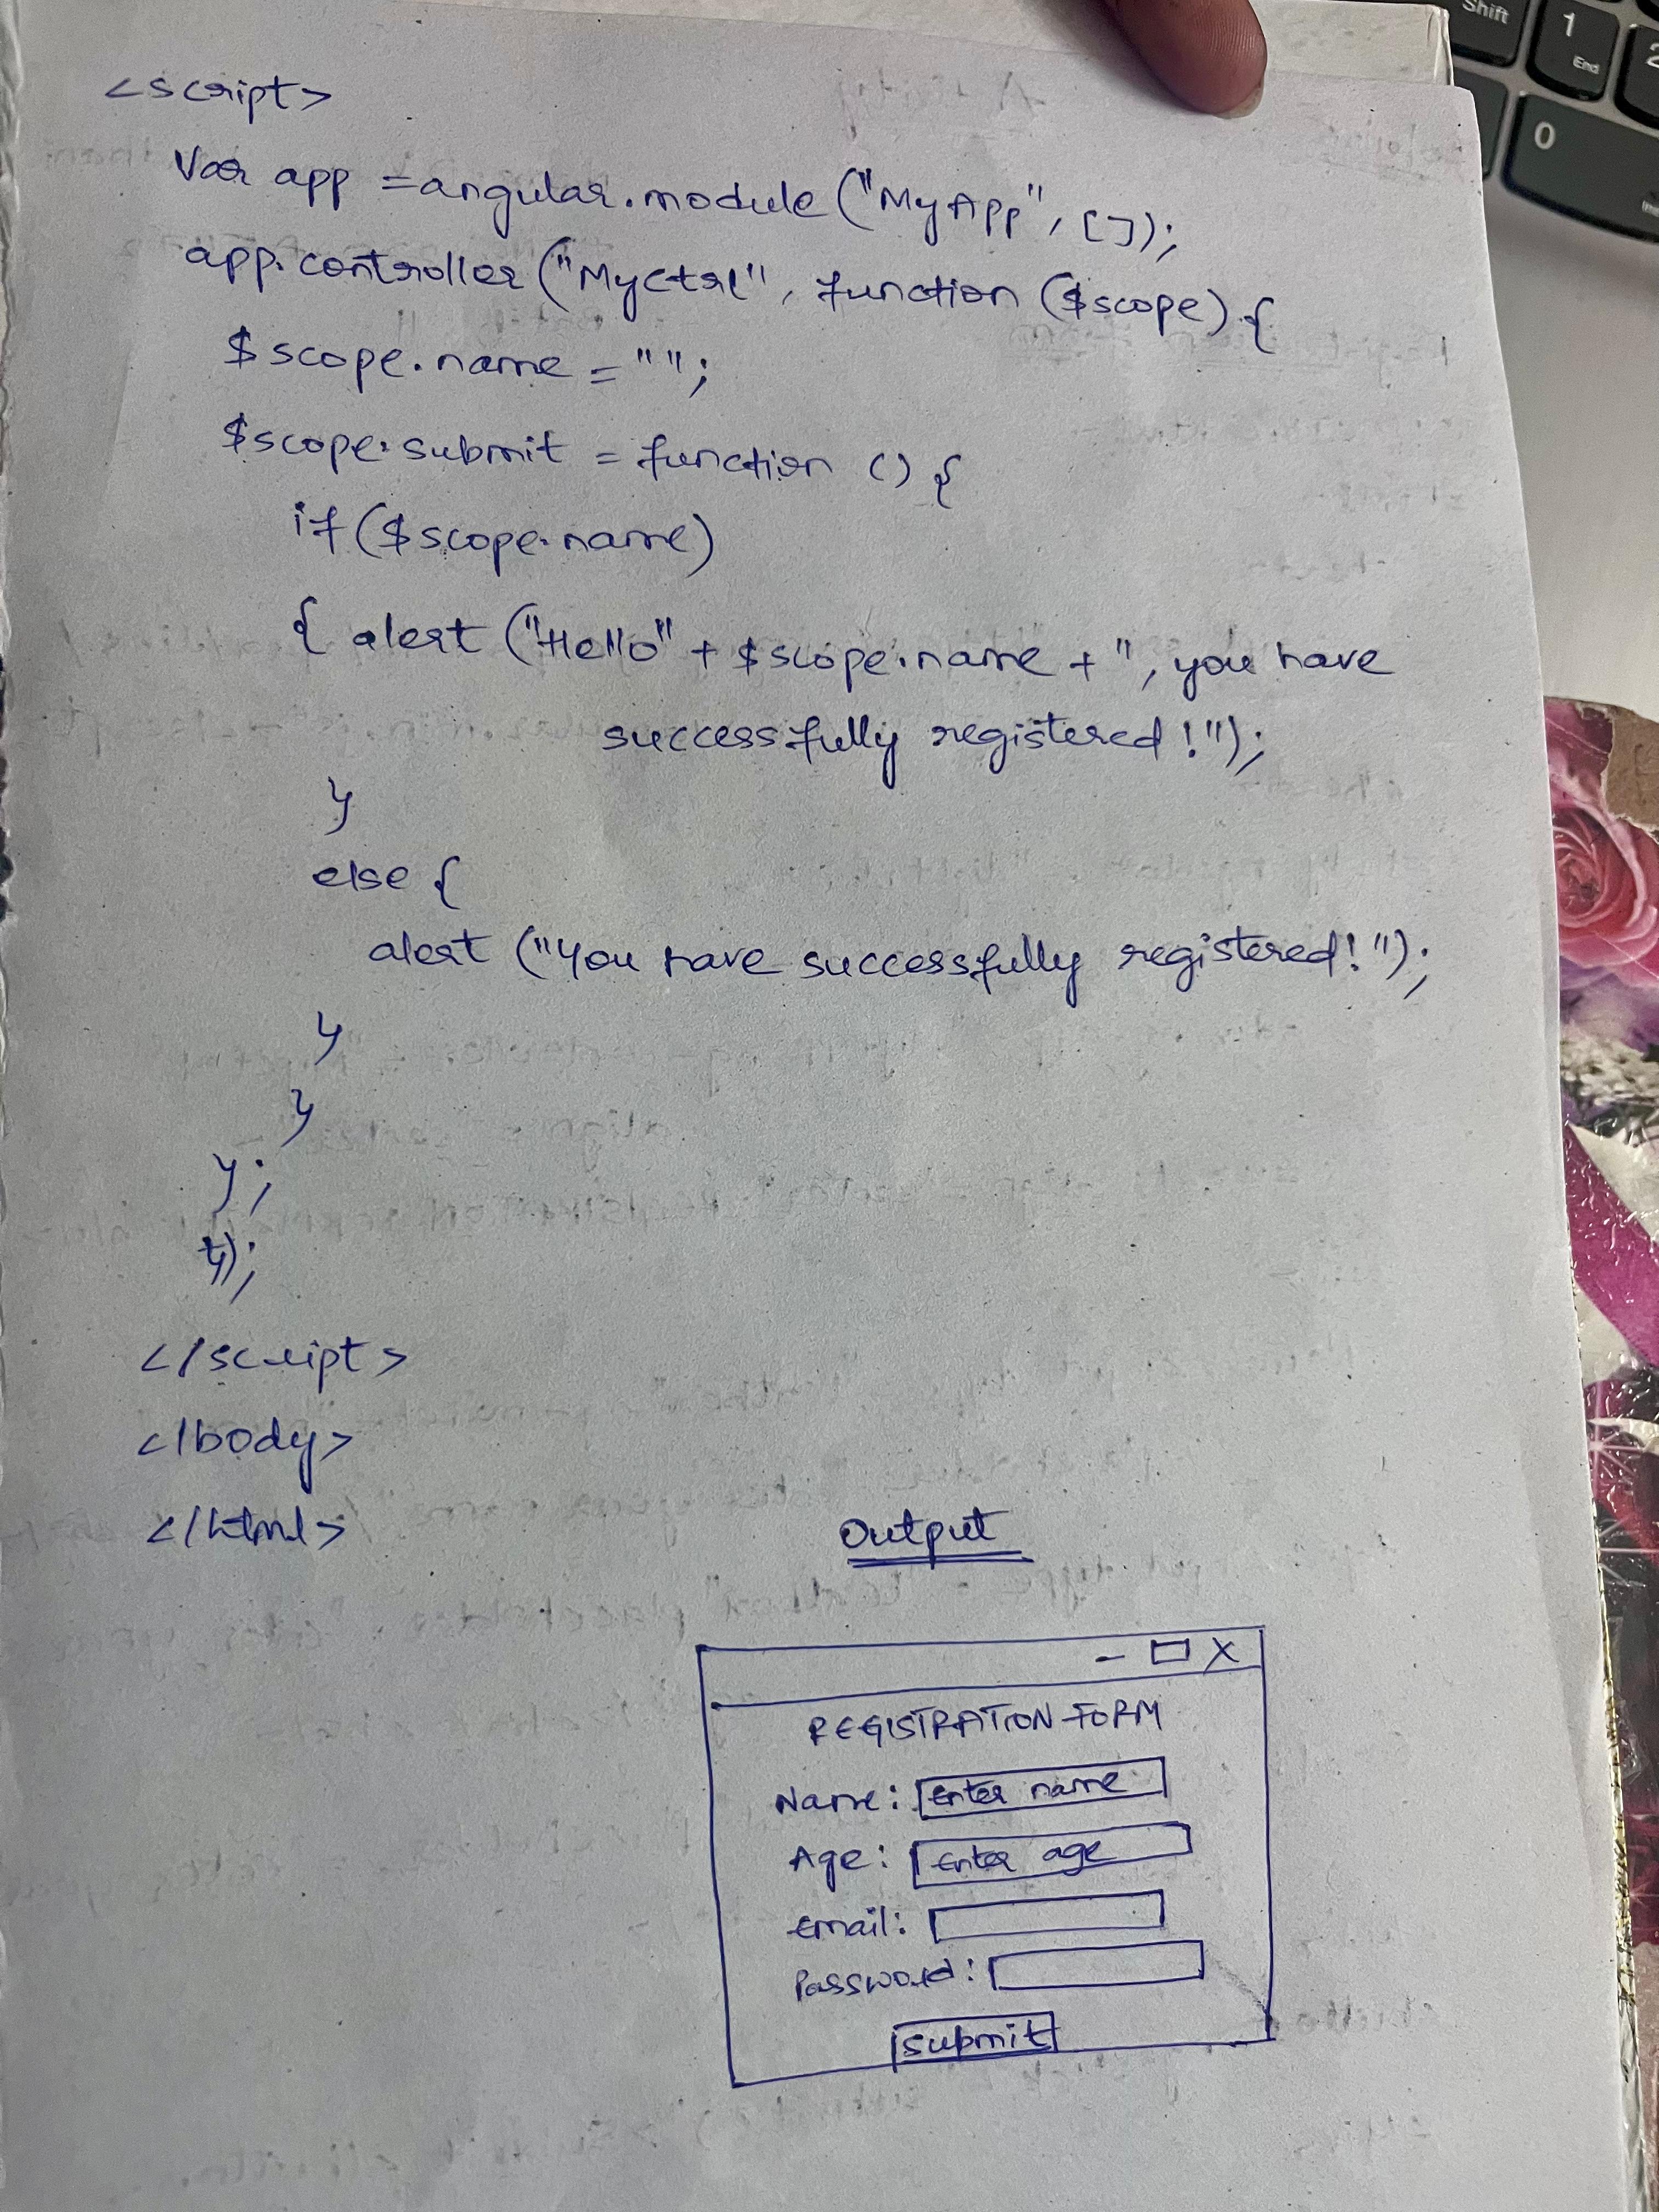 <script>
Var app = angular.module ("MyApp", []);
app.controller ("MyCtrl", function ($scope) {
$scope.name = "";
$scope.submit = function () {
if ($scope.name)
{ alert ("Hello" + $scope.name + ", you have
successfully registered!");
}
else {
alert ("You have successfully registered!");
}
}
};
});
</script>
</body>
</html>
Output
- X
REGISTRATION FORM
Name: Enter name
Age: Enter age
Email:
Password:
submit
Shift
1
End
2
0